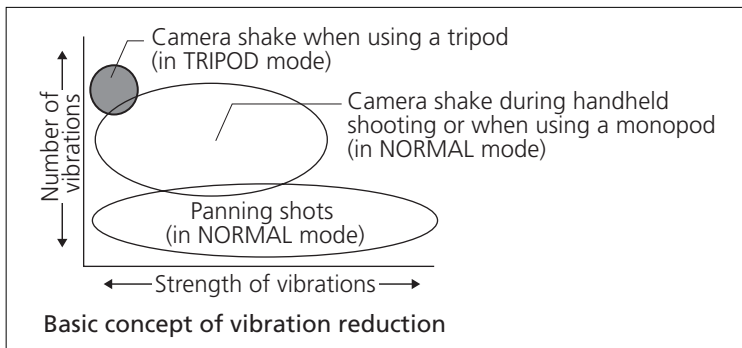 Camera shake when using a tripod
(in TRIPOD mode)
Camera shake during handheld
shooting or when using a monopod
(in NORMAL mode)
Number of
vibrations
Panning shots
(in NORMAL mode)
Strength of vibrations
Basic concept of vibration reduction